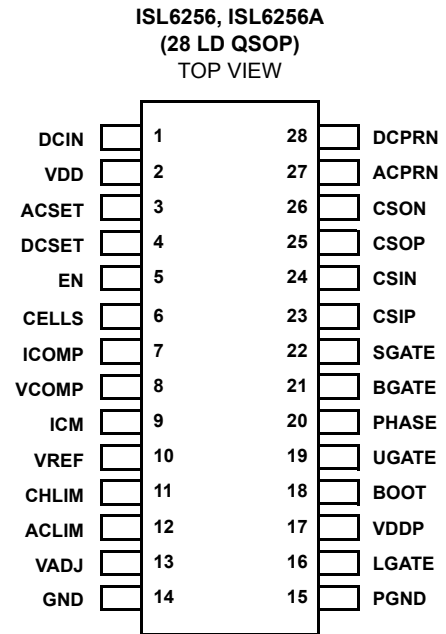 ISL6256, ISL6256A
(28 LD QSOP)
TOP VIEW
DCIN 1 28 DCPRN
VDD 2 27 ACPRN
ACSET 3 26 CSON
DCSET 4 25 CSOP
EN 5 24 CSIN
CELLS 6 23 CSIP
ICOMP 7 22 SGATE
VCOMP 8 21 BGATE
ICM 9 20 PHASE
VREF 10 19 UGATE
CHLIM 11 18 BOOT
ACLIM 12 17 VDDP
VADJ 13 16 LGATE
GND 14 15 PGND